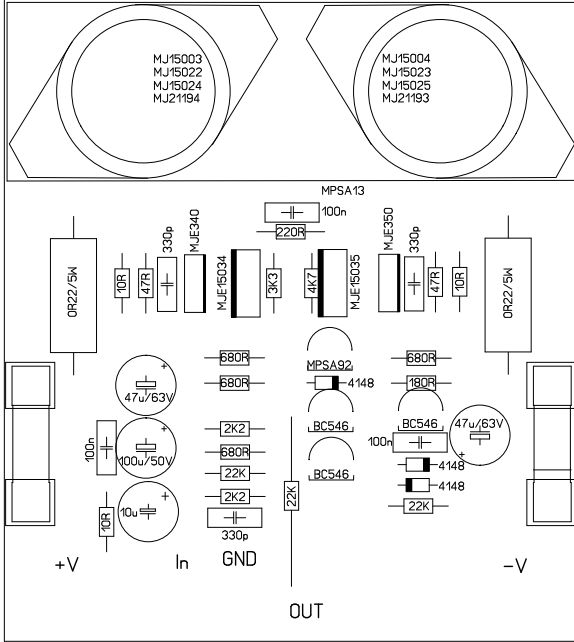 MJ15003
MJ15022
MJ15024
MJ21194
MJ15004
MJ15023
MJ15025
MJ21193
MPSA13
100n
220R
0R22/5W
10R
47R
330p
MJE340
MJE15034
3K3
4K7
MJE15035
MJE350
330p
47R
10R
0R22/5W
680R
680R
MPSA92
4148
680R
180R
47u/63V
+
BC546
BC546
47u/63V
+
100n
100u/50V
+
2K2
680R
22K
2K2
BC546
100n
4148
4148
22K
22K
10R
10u
+
330p
+V
In
GND
-V
OUT